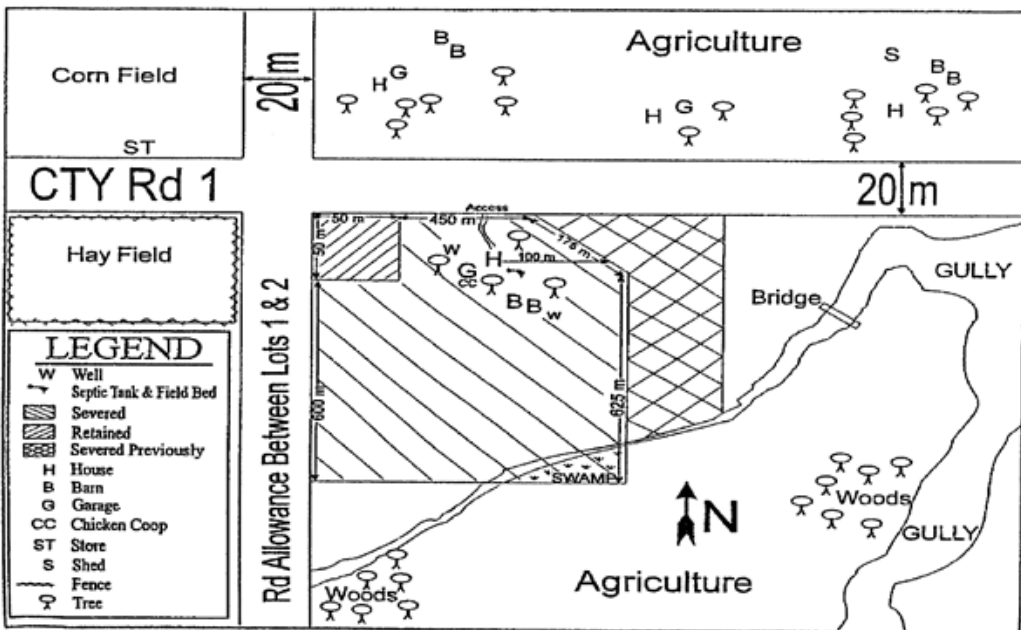 Agriculture
Corn Field
B
B
G
H
20 m
S
B
B
H
H G
ST
CTY Rd 1
20 m
Access
50 m
450 m
175 m
50 m
Hay Field
W
H
100 m
G
CC
B B
W
GULLY
Bridge
LEGEND
W Well
Septic Tank & Field Bed
Severed
Retained
Severed Previously
H House
B Barn
G Garage
CC Chicken Coop
ST Store
S Shed
Fence
Tree
600 m
625 m
Rd Allowance Between Lots 1 & 2
SWAMP
N
Woods
GULLY
Agriculture
Woods